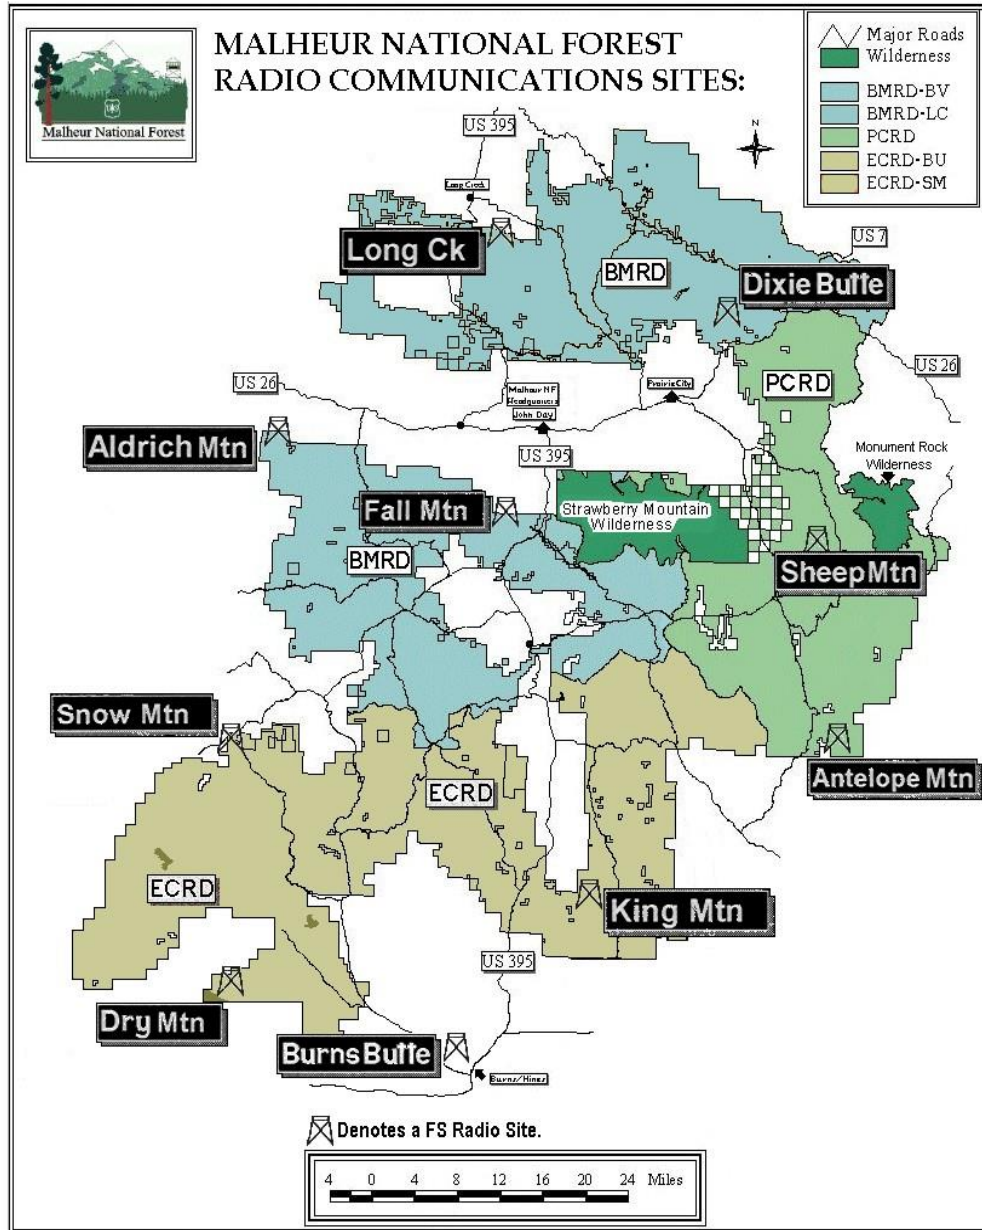 MALHEUR NATIONAL FOREST
RADIO COMMUNICATIONS SITES:
Malheur National Forest
Major Roads
Wilderness
BMRD-BV
BMRD-LC
PCRD
ECRD-BU
ECRD-SM
US 395
N
Long Creek
Long Ck
US 7
BMRD
Dixie Butte
US 26
Malheur NF
Headquarters
John Day
Prairie City
PCRD
US 26
Aldrich Mtn
US 395
Monument Rock
Wilderness
Fall Mtn
Strawberry Mountain
Wilderness
BMRD
Sheep Mtn
Snow Mtn
ECRD
Antelope Mtn
ECRD
King Mtn
US 395
Dry Mtn
Burns Butte
Burns/Hines
Denotes a FS Radio Site.
4 0 4 8 12 16 20 24 Miles